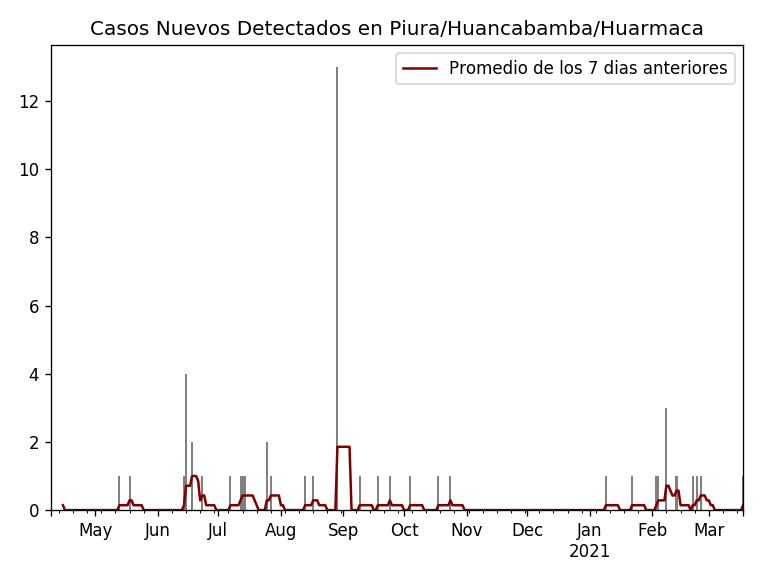 Casos Nuevos Detectados en Piura/Huancabamba/Huarmaca
Promedio de los 7 dias anteriores
12
10
8
6
4
2
0
May Jun Jul Aug Sep Oct Nov Dec Jan Feb Mar
2021